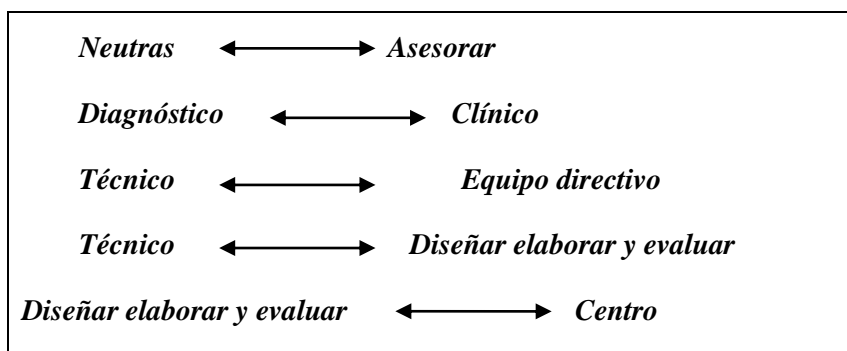 Neutras Asesorar
Diagnóstico Clínico
Técnico Equipo directivo
Técnico Diseñar elaborar y evaluar
Diseñar elaborar y evaluar Centro